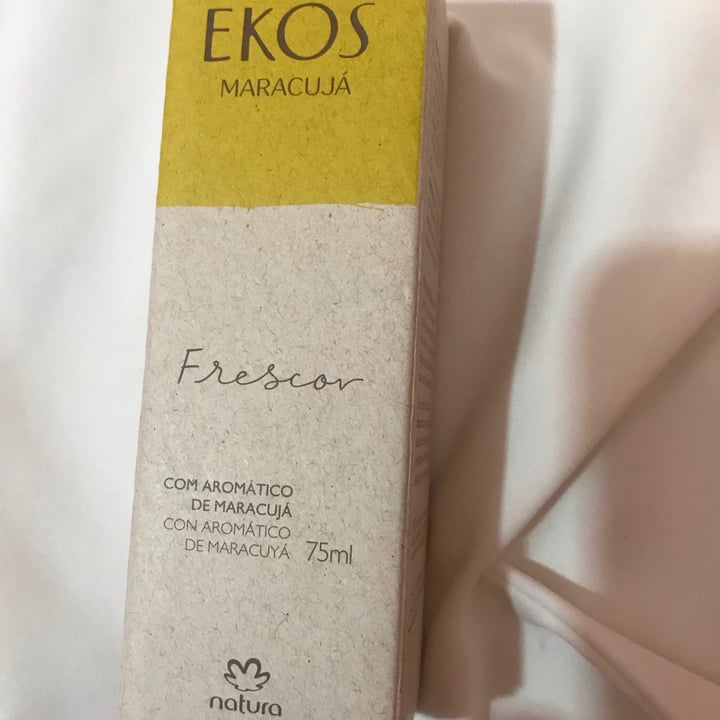 EKOS
MARACUJÁ
Frescor
COM AROMÁTICO
DE MARACUJÁ
CON AROMÁTICO
DE MARACUYÁ 75ml
natura